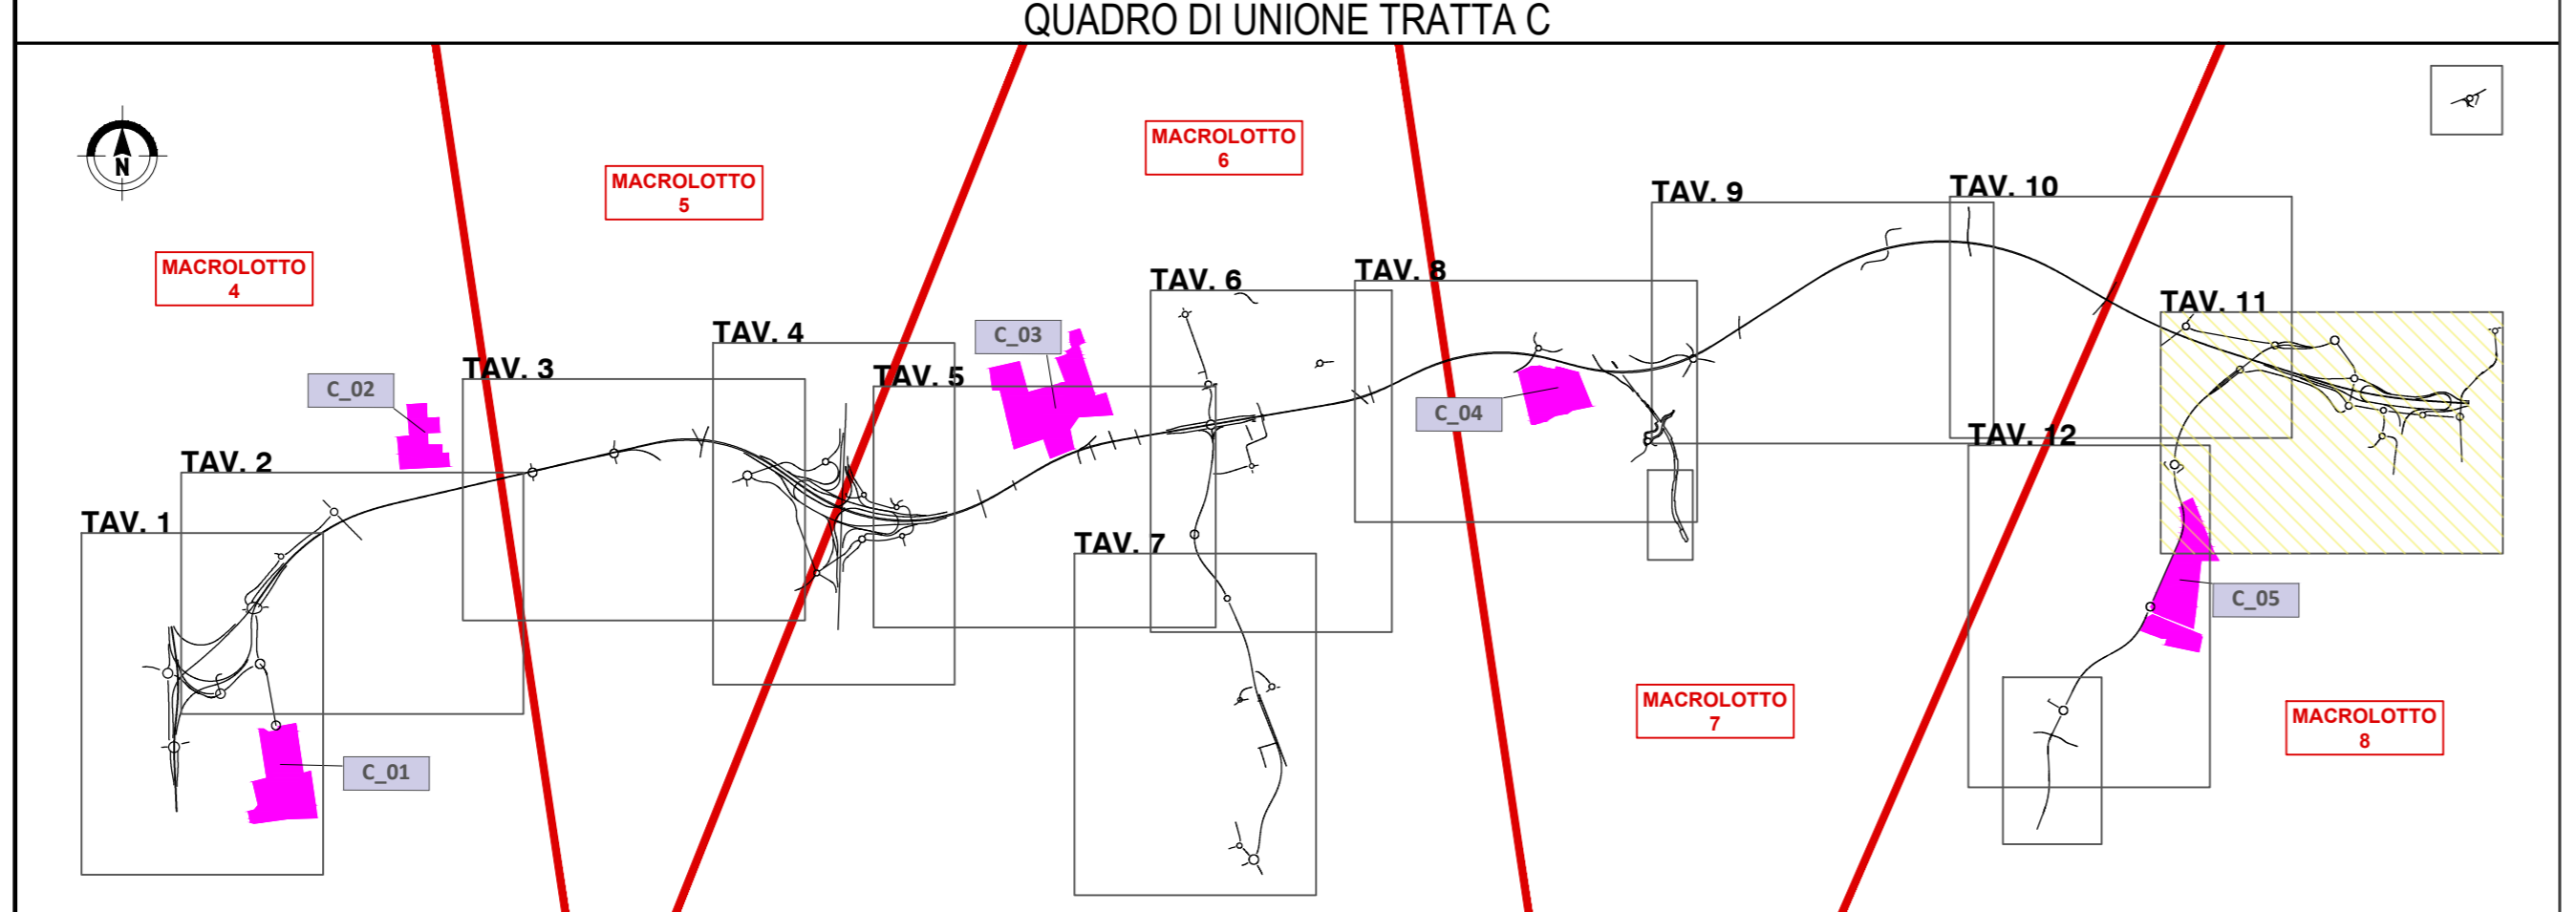 QUADRO DI UNIONE TRATTA C
N
MACROLOTTO
4
MACROLOTTO
5
MACROLOTTO
6
MACROLOTTO
7
MACROLOTTO
8
TAV. 1
TAV. 2
TAV. 3
TAV. 4
TAV. 5
TAV. 6
TAV. 7
TAV. 8
TAV. 9
TAV. 10
TAV. 11
TAV. 12
C_01
C_02
C_03
C_04
C_05